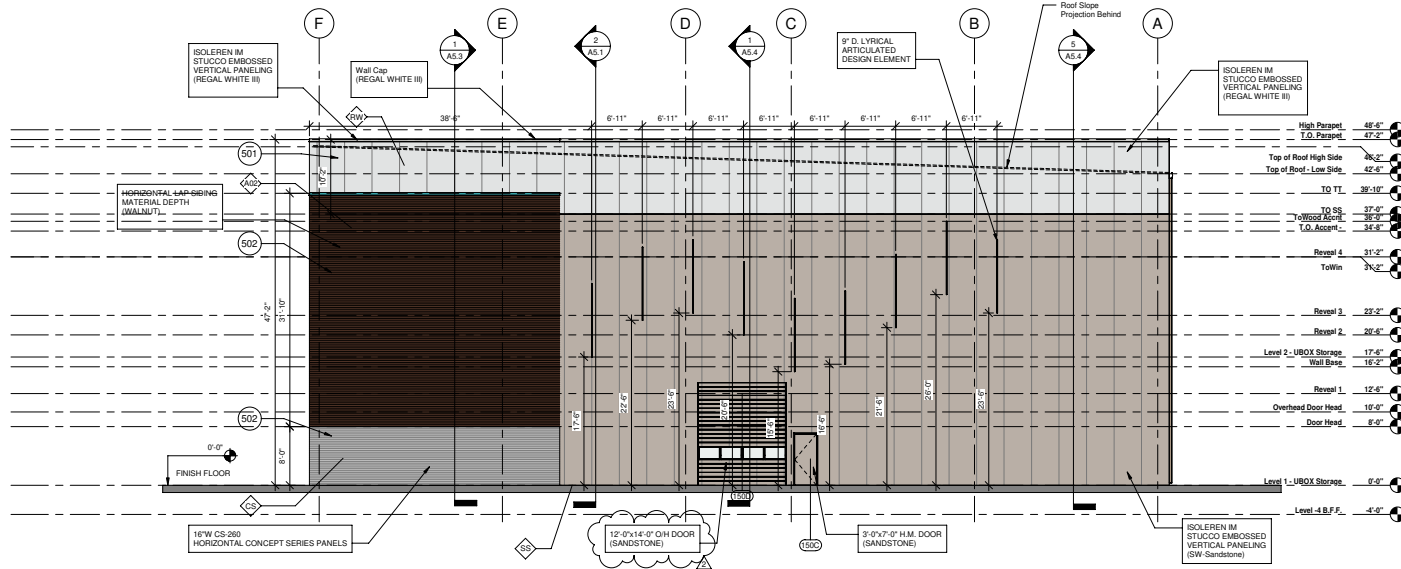 F
E
D
C
B
A
1
A5.3
2
A5.1
1
A5.4
5
A5.4
Roof Slope
Projection Behind
ISOLEREN IM
STUCCO EMBOSSED
VERTICAL PANELING
(REGAL WHITE III)
Wall Cap
(REGAL WHITE III)
9" D. LYRICAL
ARTICULATED
DESIGN ELEMENT
ISOLEREN IM
STUCCO EMBOSSED
VERTICAL PANELING
(REGAL WHITE III)
RW
38'-6"
6'-11"
6'-11"
6'-11"
6'-11"
6'-11"
6'-11"
6'-11"
6'-11"
High Parapet 48'-6"
T.O. Parapet 47'-2"
Top of Roof High Side 46'-2"
Top of Roof - Low Side 42'-6"
TO TT 39'-10"
TO SS 37'-0"
ToWood Accnt 36'-0"
T.O. Accent - 34'-8"
Reveal 4 31'-2"
ToWin 31'-2"
Reveal 3 23'-2"
Reveal 2 20'-6"
Level 2 - UBOX Storage 17'-6"
Wall Base 16'-2"
Reveal 1 12'-6"
Overhead Door Head 10'-0"
Door Head 8'-0"
Level 1 - UBOX Storage 0'-0"
Level -4 B.F.F. -4'-0"
501
10'-2"
A02
HORIZONTAL LAP SIDING
MATERIAL DEPTH
(WALNUT)
502
47'-2"
31'-10"
502
8'-0"
0'-0"
FINISH FLOOR
CS
16"W CS-260
HORIZONTAL CONCEPT SERIES PANELS
17'-6"
22'-6"
23'-6"
20'-6"
15'-6"
16'-6"
21'-6"
26'-0"
23'-6"
SS
150D
12'-0"x14'-0" O/H DOOR
(SANDSTONE)
2
150C
3'-0"x7'-0" H.M. DOOR
(SANDSTONE)
ISOLEREN IM
STUCCO EMBOSSED
VERTICAL PANELING
(SW-Sandstone)